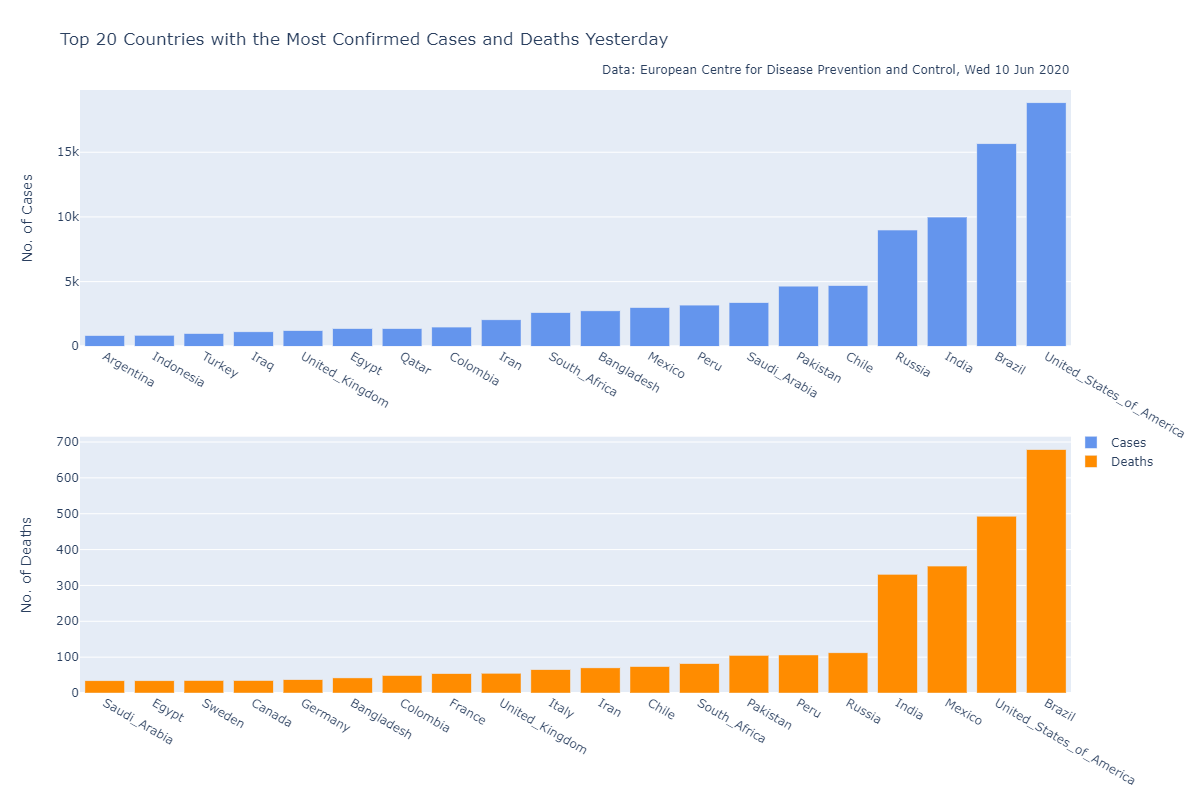 Top 20 Countries with the Most Confirmed Cases and Deaths Yesterday
Data: European Centre for Disease Prevention and Control, Wed 10 Jun 2020
No. of Cases
15k
10k
5k
0
Argentina
Indonesia
Turkey
Iraq
United_Kingdom
Egypt
Qatar
Colombia
Iran
South_Africa
Bangladesh
Mexico
Peru
Saudi_Arabia
Pakistan
Chile
Russia
India
Brazil
United_States_of_America
Cases
Deaths
No. of Deaths
700
600
500
400
300
200
100
0
Saudi_Arabia
Egypt
Sweden
Canada
Germany
Bangladesh
Colombia
France
United_Kingdom
Italy
Iran
Chile
South_Africa
Pakistan
Peru
Russia
India
Mexico
United_States_of_America
Brazil